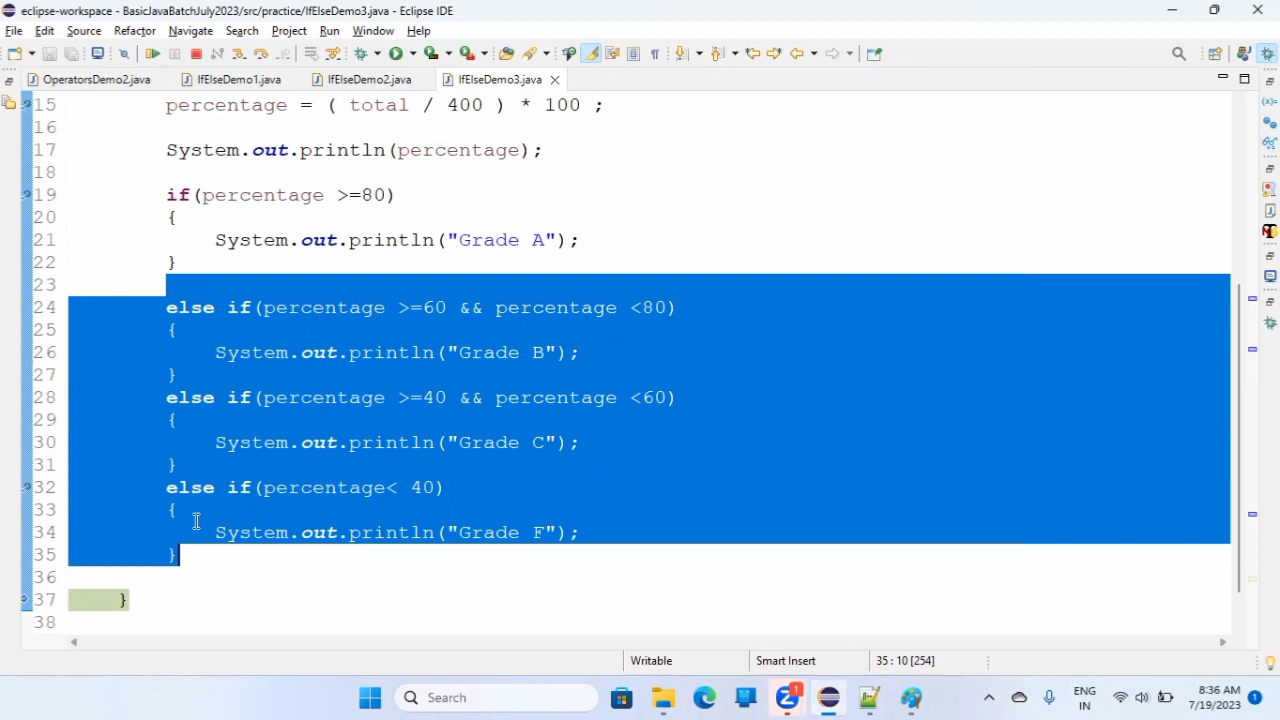 eclipse-workspace - BasicJavaBatchJuly2023/src/practice/IfElseDemo3.java - Eclipse IDE
File Edit Source Refactor Navigate Search Project Run Window Help
OperatorsDemo2.java IfElseDemo1.java IfElseDemo2.java IfElseDemo3.java
15 percentage = ( total / 400 ) * 100 ;
16
17 System.out.println(percentage);
18
19 if(percentage >=80)
20 {
21 System.out.println("Grade A");
22 }
23
24 else if(percentage >=60 && percentage <80)
25 {
26 System.out.println("Grade B");
27 }
28 else if(percentage >=40 && percentage <60)
29 {
30 System.out.println("Grade C");
31 }
32 else if(percentage< 40)
33 {
34 System.out.println("Grade F");
35 }
36
37 }
38
Writable Smart Insert 35 : 10 [254]
Search 1 ENG IN 8:36 AM 7/19/2023 1